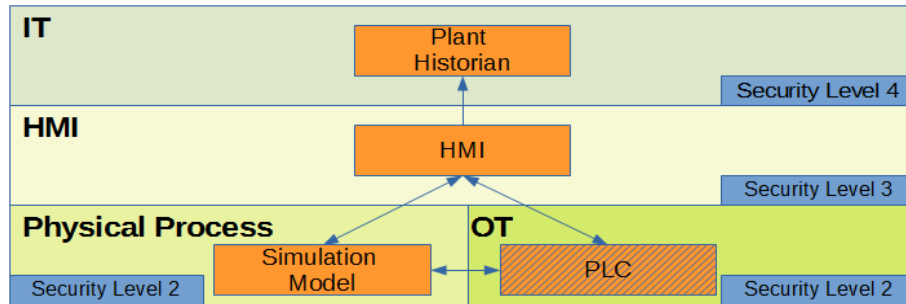 IT
Plant
Historian
Security Level 4
HMI
HMI
Security Level 3
Physical Process
Simulation
Model
Security Level 2
OT
PLC
Security Level 2